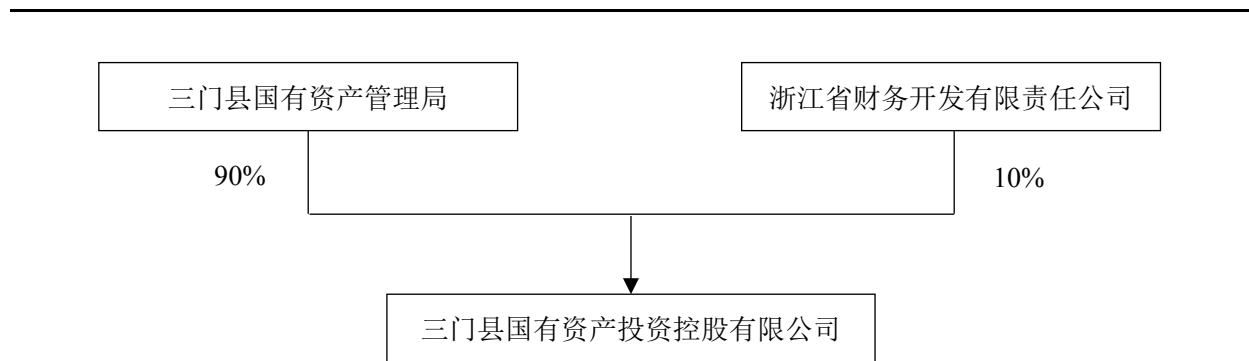 三门县国有资产管理局
浙江省财务开发有限责任公司
90%
10%
三门县国有资产投资控股有限公司